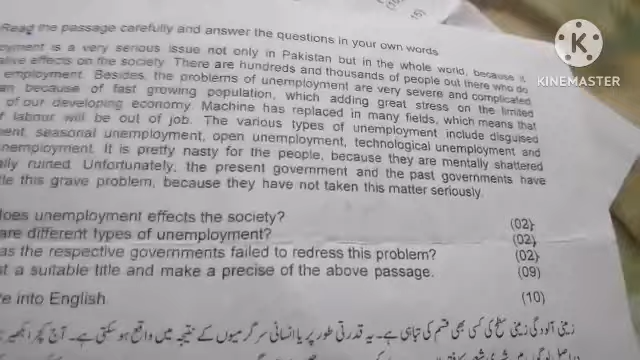 Read the passage carefully and answer the questions in your own words
oyment is a very serious issue not only in Pakistan but in the whole world, because it
ative effects on the society. There are hundreds and thousands of people out there who do
employment. Besides, the problems of unemployment are very severe and complicated
an because of fast growing population, which adding great stress on the limited
of our developing economy. Machine has replaced in many fields, which means that
f labour will be out of job. The various types of unemployment include disguised
ent, seasonal unemployment, open unemployment, technological unemployment and
nemployment. It is pretty nasty for the people, because they are mentally shattered
ally ruined. Unfortunately, the present government and the past governments have
le this grave problem, because they have not taken this matter seriously.
oes unemployment effects the society? (02)
are different types of unemployment? (02)
as the respective governments failed to redress this problem? (02)
st a suitable title and make a precise of the above passage. (09)
e into English (10)
زمینی آلودگی زمینی سطح کی کسی بھی قسم کی تباہی ہے۔ یہ قدرتی طور پر یا انسانی سرگرمیوں کے نتیجہ میں واقع ہو سکتی ہے۔ آج کچر
KINEMASTER